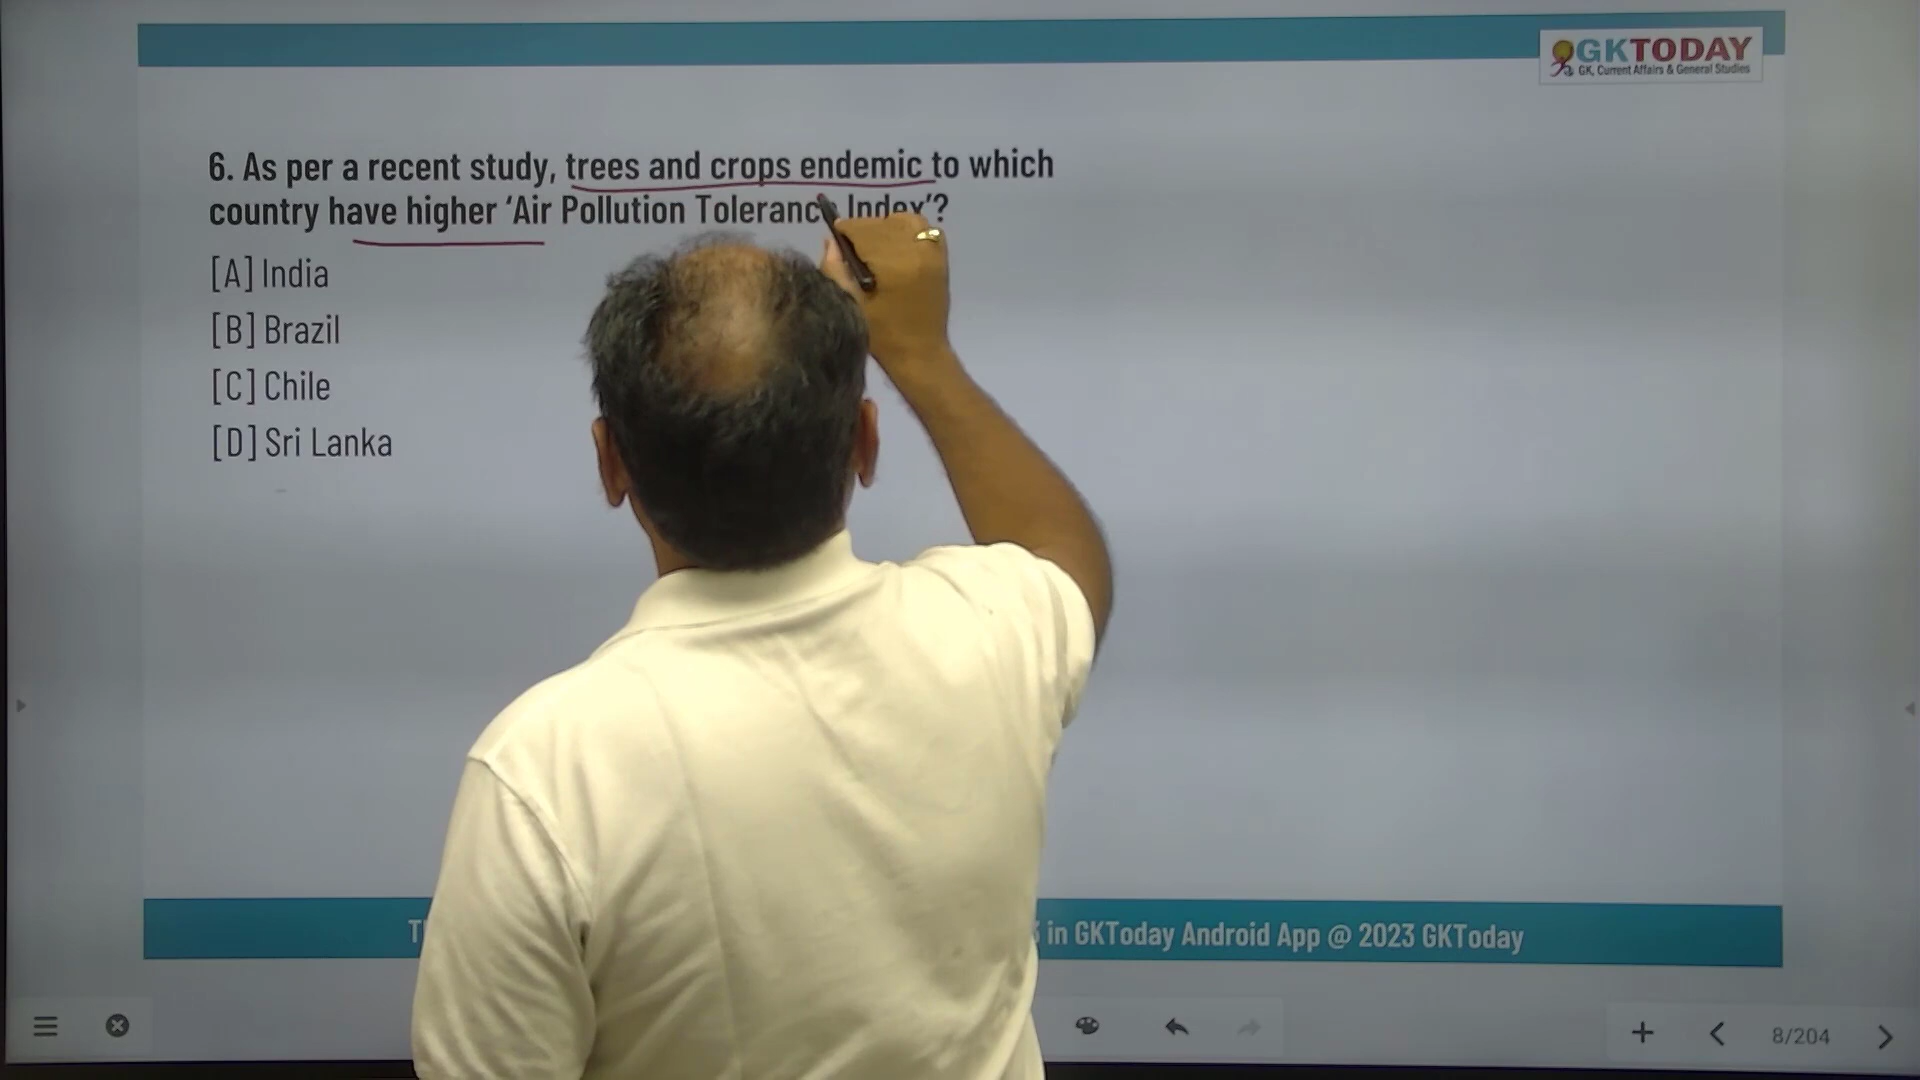 GKTODAY
GK, Current Affairs & General Studies
6. As per a recent study, trees and crops endemic to which
country have higher ‘Air Pollution Tolerance Index’?
[A] India
[B] Brazil
[C] Chile
[D] Sri Lanka
in GKToday Android App @ 2023 GKToday
8/204